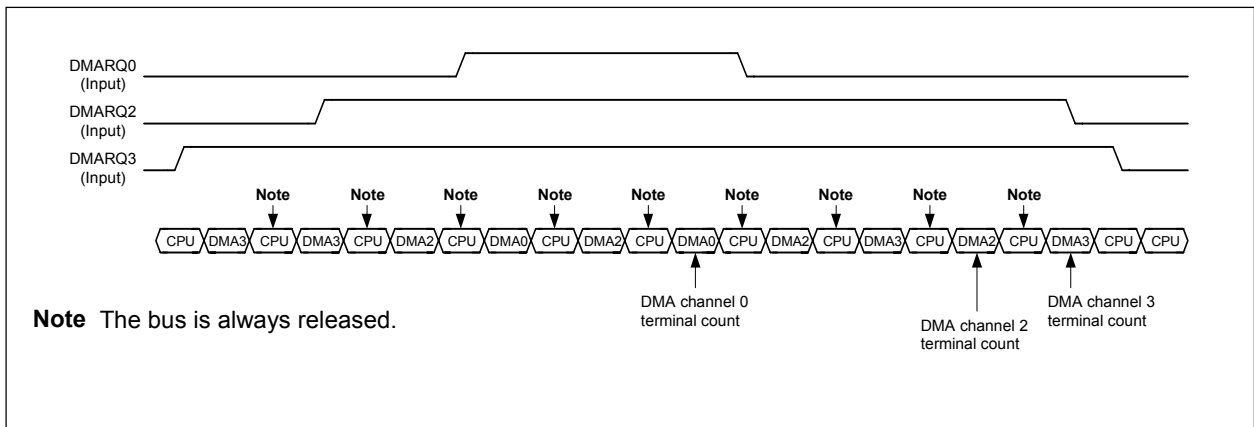 DMARQ0
(Input)
DMARQ2
(Input)
DMARQ3
(Input)
Note Note Note Note Note Note Note Note Note
CPU DMA3 CPU DMA3 CPU DMA2 CPU DMA0 CPU DMA2 CPU DMA0 CPU DMA2 CPU DMA3 CPU DMA2 CPU DMA3 CPU CPU
DMA channel 0
terminal count
DMA channel 2
terminal count
DMA channel 3
terminal count
Note The bus is always released.